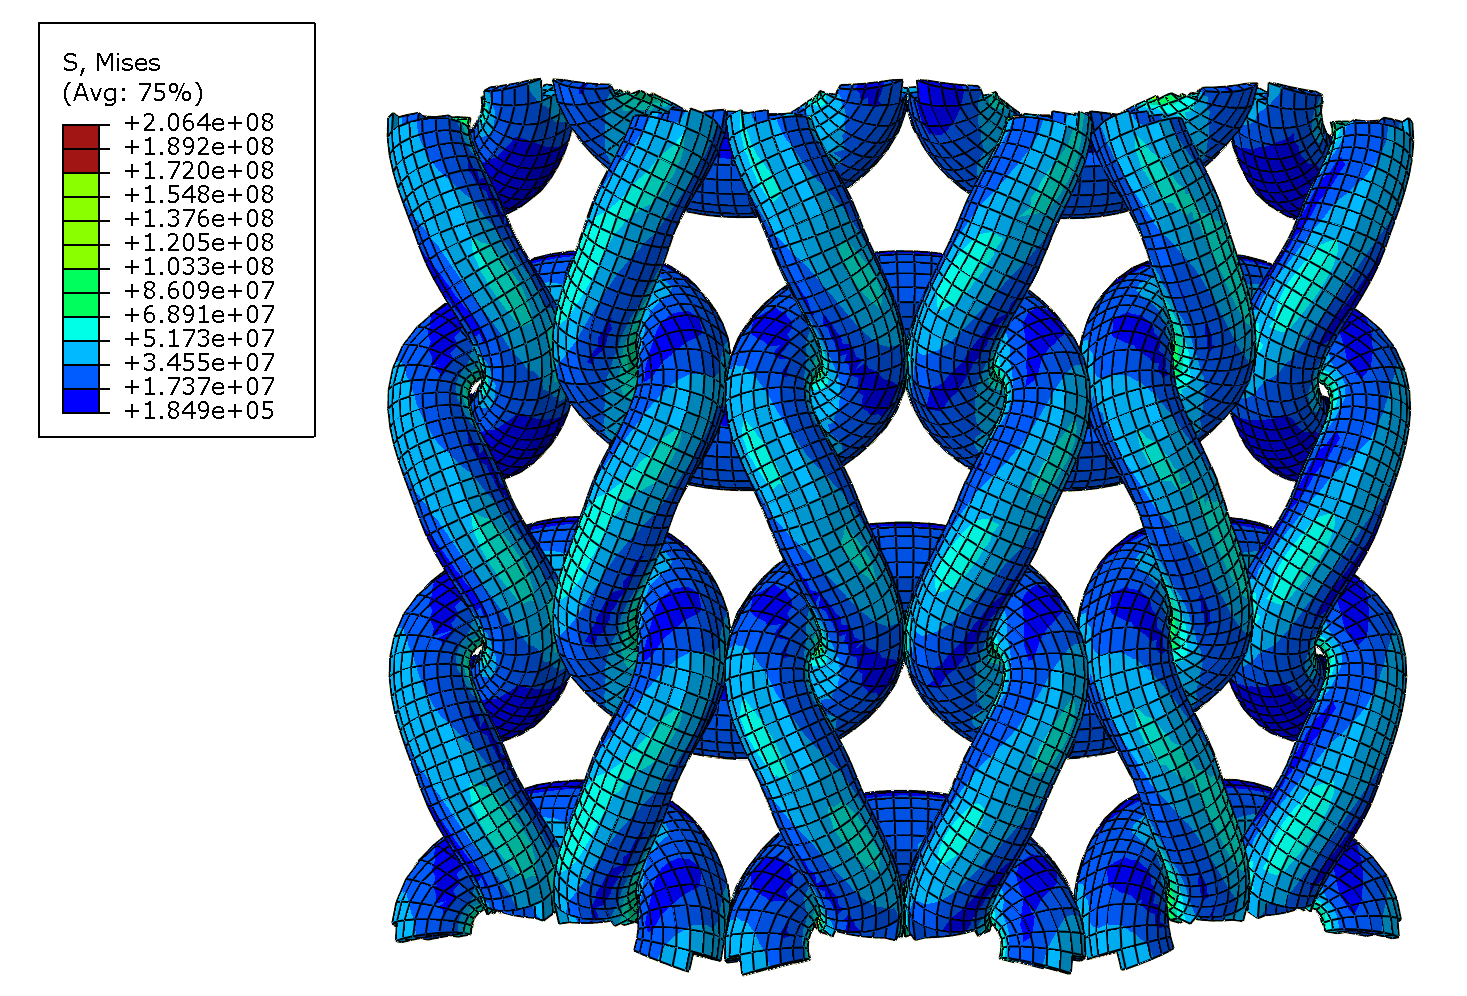 S, Mises
(Avg: 75%)
+2.064e+08
+1.892e+08
+1.720e+08
+1.548e+08
+1.376e+08
+1.205e+08
+1.033e+08
+8.609e+07
+6.891e+07
+5.173e+07
+3.455e+07
+1.737e+07
+1.849e+05